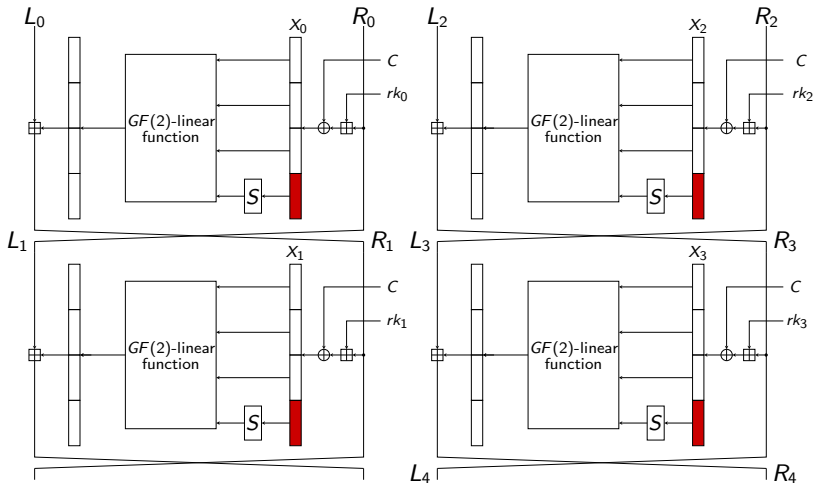 L0 R0 L2 R2
X0 X2
C C
rk0 rk2
GF(2)-linear function GF(2)-linear function
S S
L1 R1 L3 R3
X1 X3
C C
rk1 rk3
GF(2)-linear function GF(2)-linear function
S S
L4 R4